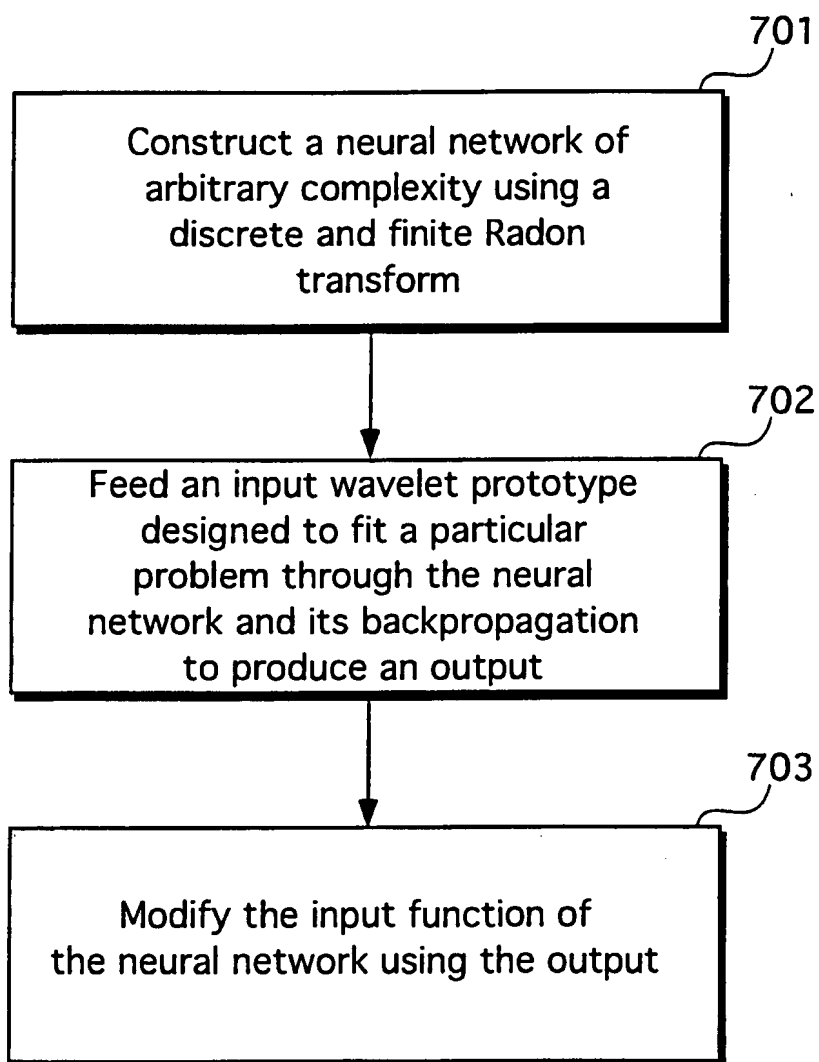 701
Construct a neural network of
arbitrary complexity using a
discrete and finite Radon
transform
702
Feed an input wavelet prototype
designed to fit a particular
problem through the neural
network and its backpropagation
to produce an output
703
Modify the input function of
the neural network using the output